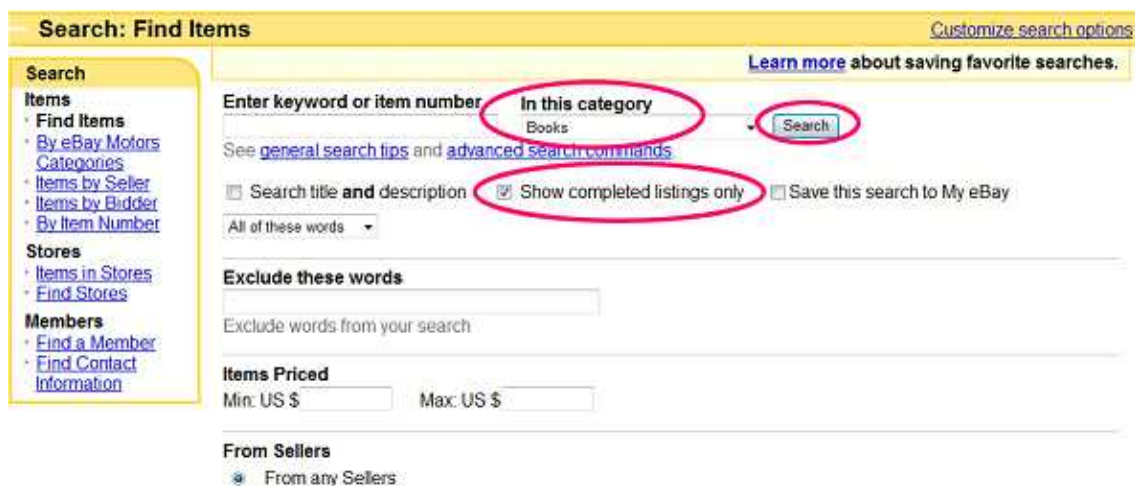 Search: Find Items
Customize search options
Learn more about saving favorite searches.
Search
Items
Find Items
By eBay Motors
Categories
Items by Seller
Items by Bidder
By Item Number
Stores
Items in Stores
Find Stores
Members
Find a Member
Find Contact
Information
Enter keyword or item number
In this category
Books
Search
See general search tips and advanced search commands
Search title and description
Show completed listings only
Save this search to My eBay
All of these words
Exclude these words
Exclude words from your search
Items Priced
Min: US $
Max: US $
From Sellers
From any Sellers